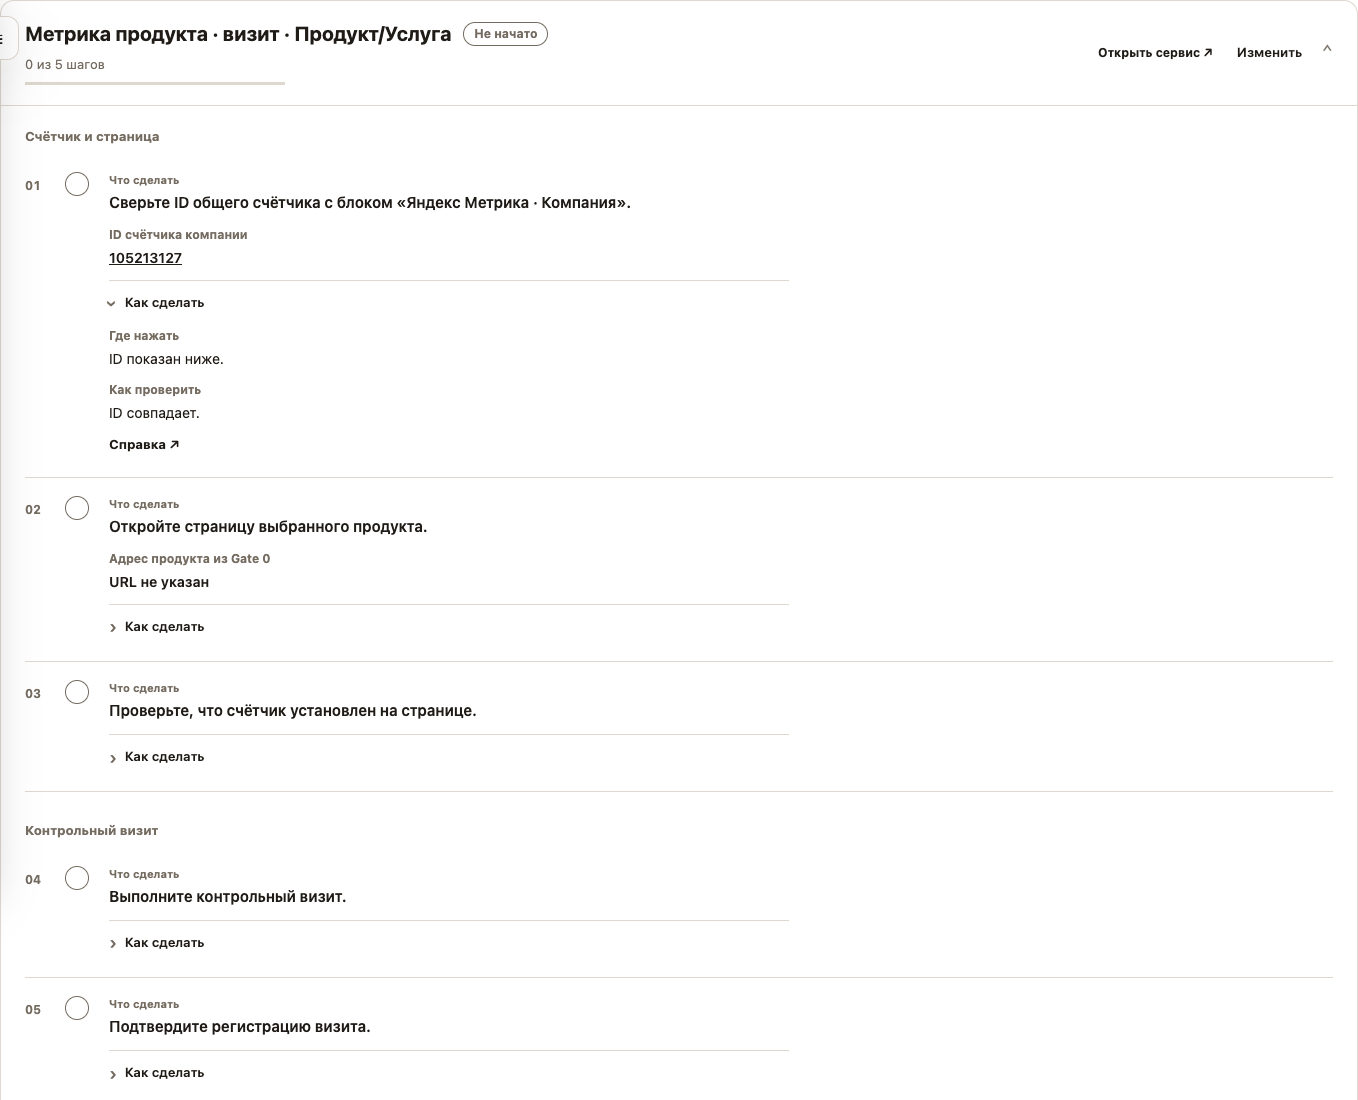 Метрика продукта · визит · Продукт/Услуга
Не начато
0 из 5 шагов
Открыть сервис ↗
Изменить
Счётчик и страница
01
Что сделать
Сверьте ID общего счётчика с блоком «Яндекс Метрика · Компания».
ID счётчика компании
105213127
Как сделать
Где нажать
ID показан ниже.
Как проверить
ID совпадает.
Справка ↗
02
Что сделать
Откройте страницу выбранного продукта.
Адрес продукта из Gate 0
URL не указан
Как сделать
03
Что сделать
Проверьте, что счётчик установлен на странице.
Как сделать
Контрольный визит
04
Что сделать
Выполните контрольный визит.
Как сделать
05
Что сделать
Подтвердите регистрацию визита.
Как сделать